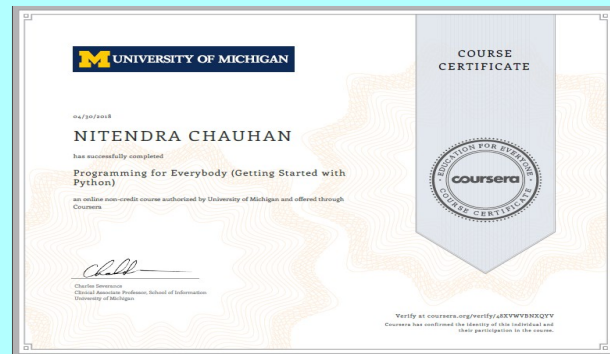 M UNIVERSITY OF MICHIGAN
COURSE
CERTIFICATE
04/30/2018
NITENDRA CHAUHAN
has successfully completed
Programming for Everybody (Getting Started with
Python)
an online non-credit course authorized by University of Michigan and offered through
Coursera
EDUCATION FOR EVERYONE
coursera
COURSE CERTIFICATE
Charles Severance
Clinical Associate Professor, School of Information
University of Michigan
Verify at coursera.org/verify/48XVWVBNXQYV
Coursera has confirmed the identity of this individual and
their participation in the course.